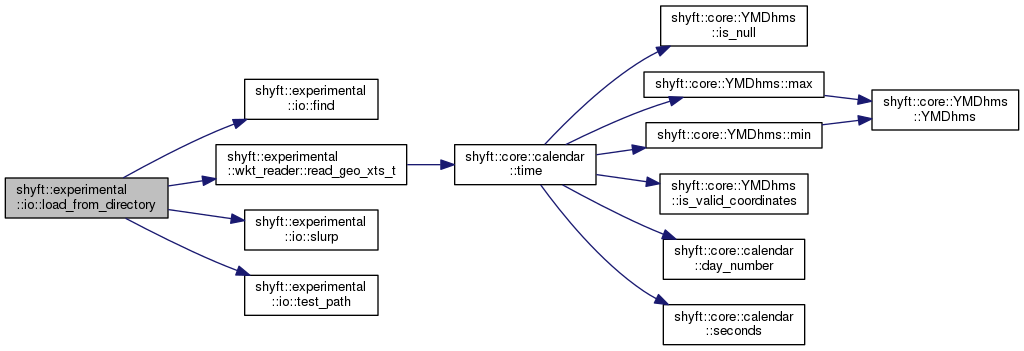 shyft::experimental
::io::load_from_directory
shyft::experimental
::io::find
shyft::experimental
::wkt_reader::read_geo_xts_t
shyft::experimental
::io::slurp
shyft::experimental
::io::test_path
shyft::core::calendar
::time
shyft::core::YMDhms
::is_null
shyft::core::YMDhms::max
shyft::core::YMDhms::min
shyft::core::YMDhms
::is_valid_coordinates
shyft::core::calendar
::day_number
shyft::core::calendar
::seconds
shyft::core::YMDhms
::YMDhms